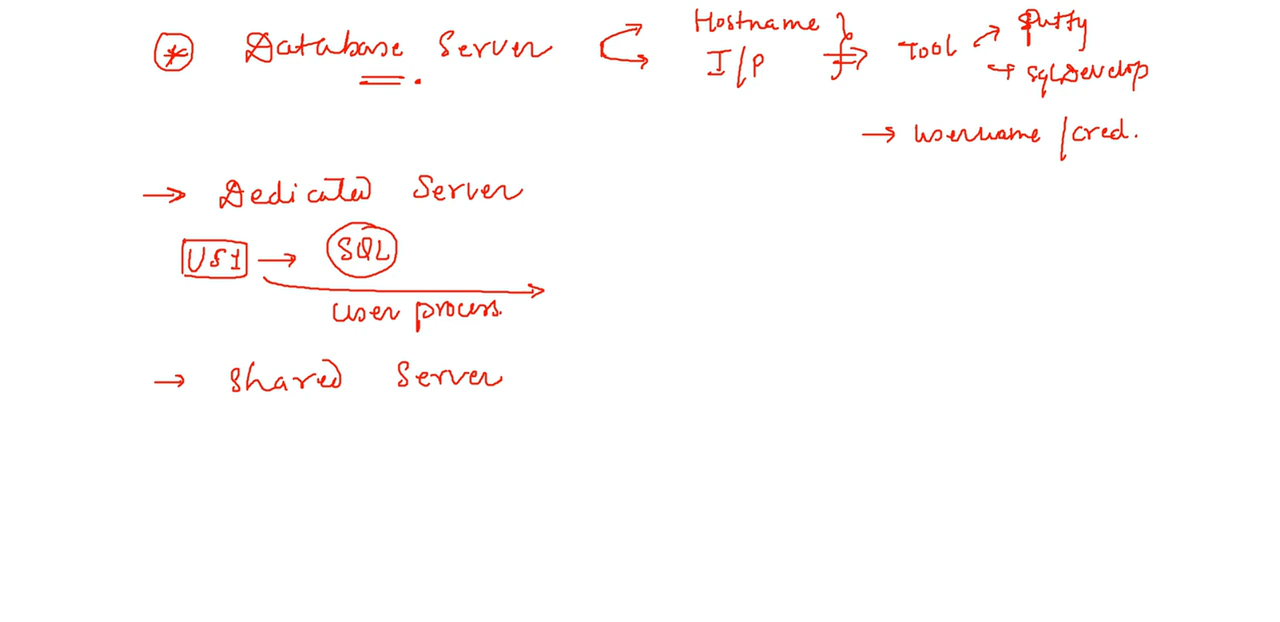 * Database Server
Hostname
I/P
Tool
Putty
SqlDevelop
→ Username / cred.
→ Dedicated Server
US1 → SQL
User process.
→ Shared Server